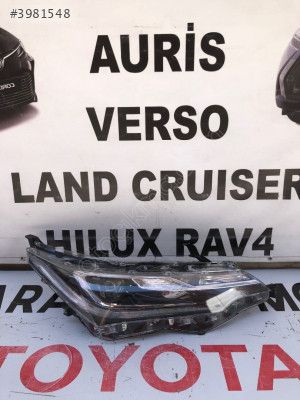 #3981548
AURİS
VERSO
LAND CRUISER
HILUX RAV4
TOYOTA